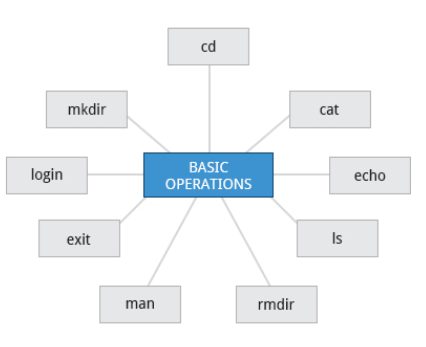 cd
mkdir
cat
BASIC
OPERATIONS
login
echo
exit
ls
man
rmdir